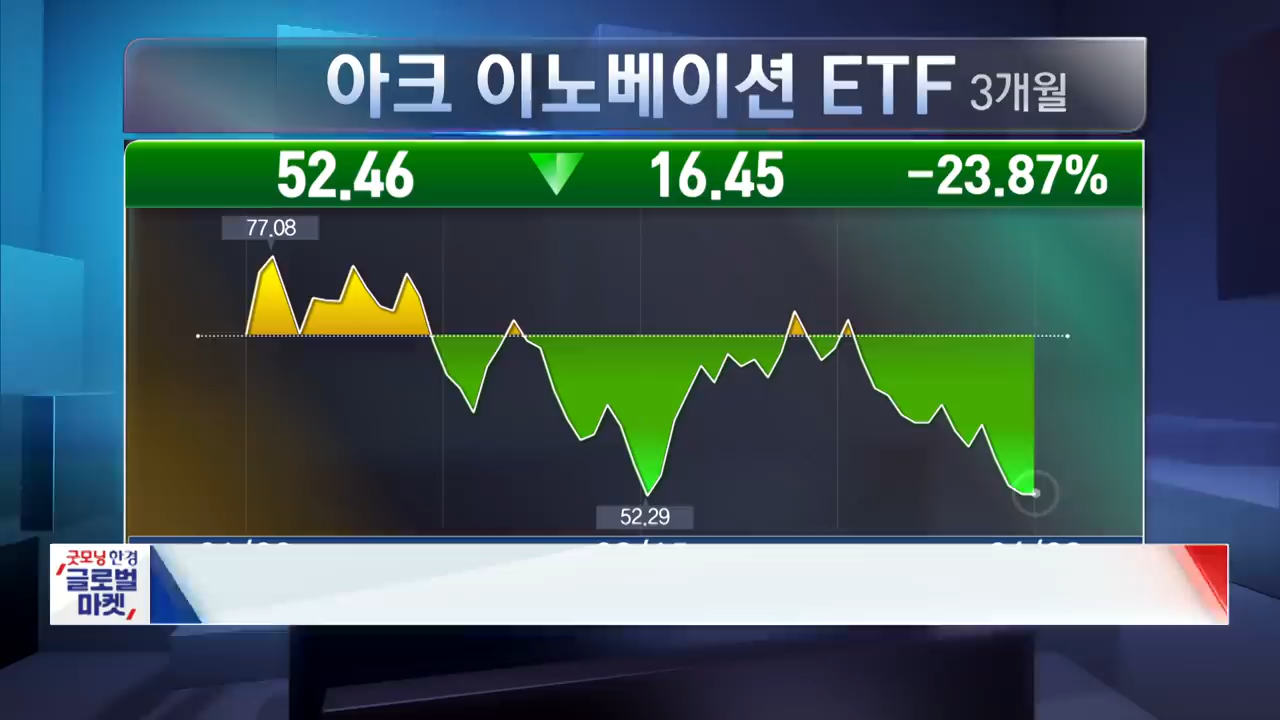 아크 이노베이션 ETF 3개월
52.46 ▼ 16.45 -23.87%
77.08
52.29
굿모닝 한경
글로벌
마켓